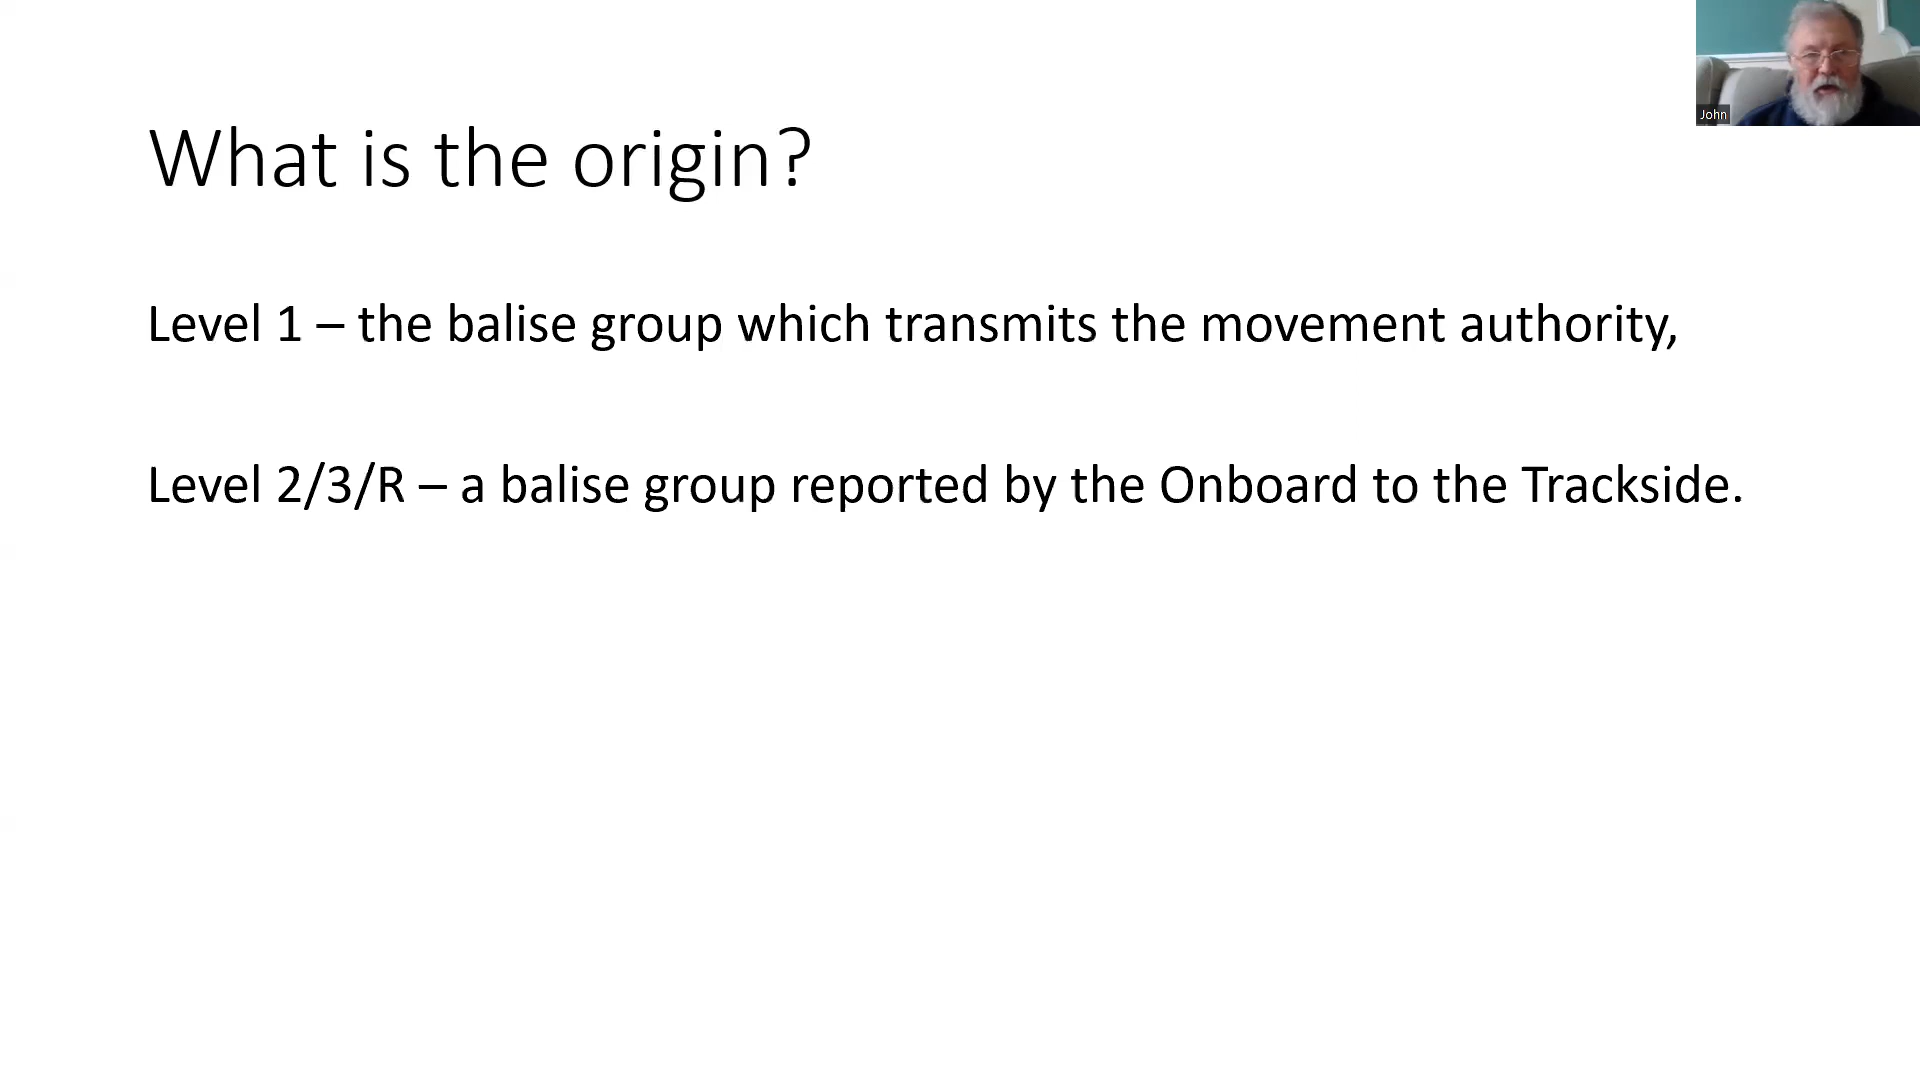 John
What is the origin?
Level 1 – the balise group which transmits the movement authority,
Level 2/3/R – a balise group reported by the Onboard to the Trackside.